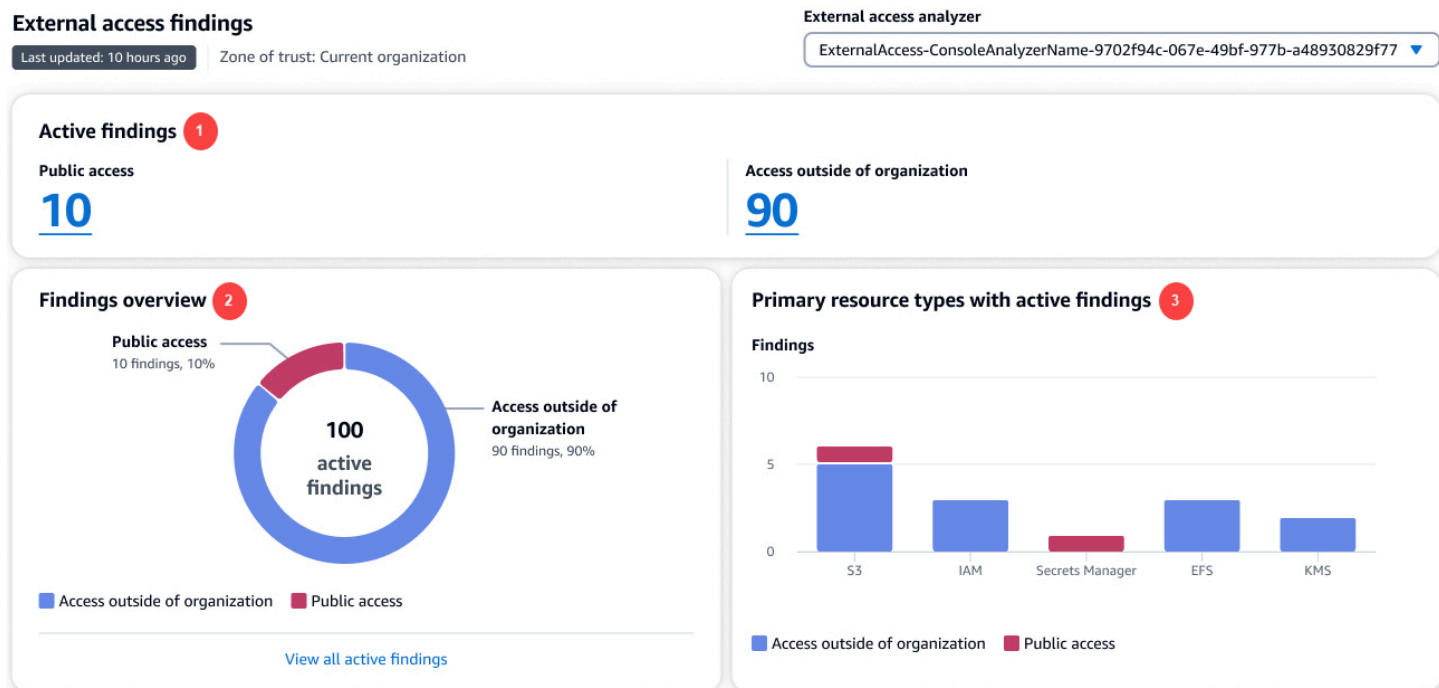 External access findings
Last updated: 10 hours ago
Zone of trust: Current organization
External access analyzer
ExternalAccess-ConsoleAnalyzerName-9702f94c-067e-49bf-977b-a48930829f77
Active findings 1
Public access
10
Access outside of organization
90
Findings overview 2
Public access
10 findings, 10%
Access outside of
organization
90 findings, 90%
100
active
findings
Access outside of organization
Public access
View all active findings
Primary resource types with active findings 3
Findings
10
5
0
S3
IAM
Secrets Manager
EFS
KMS
Access outside of organization
Public access